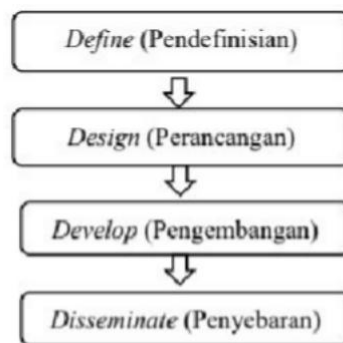 Define (Pendefinisian)
Design (Perancangan)
Develop (Pengembangan)
Disseminate (Penyebaran)